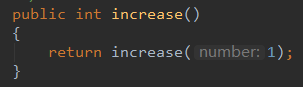 public int increase()
{
return increase( number: 1);
}